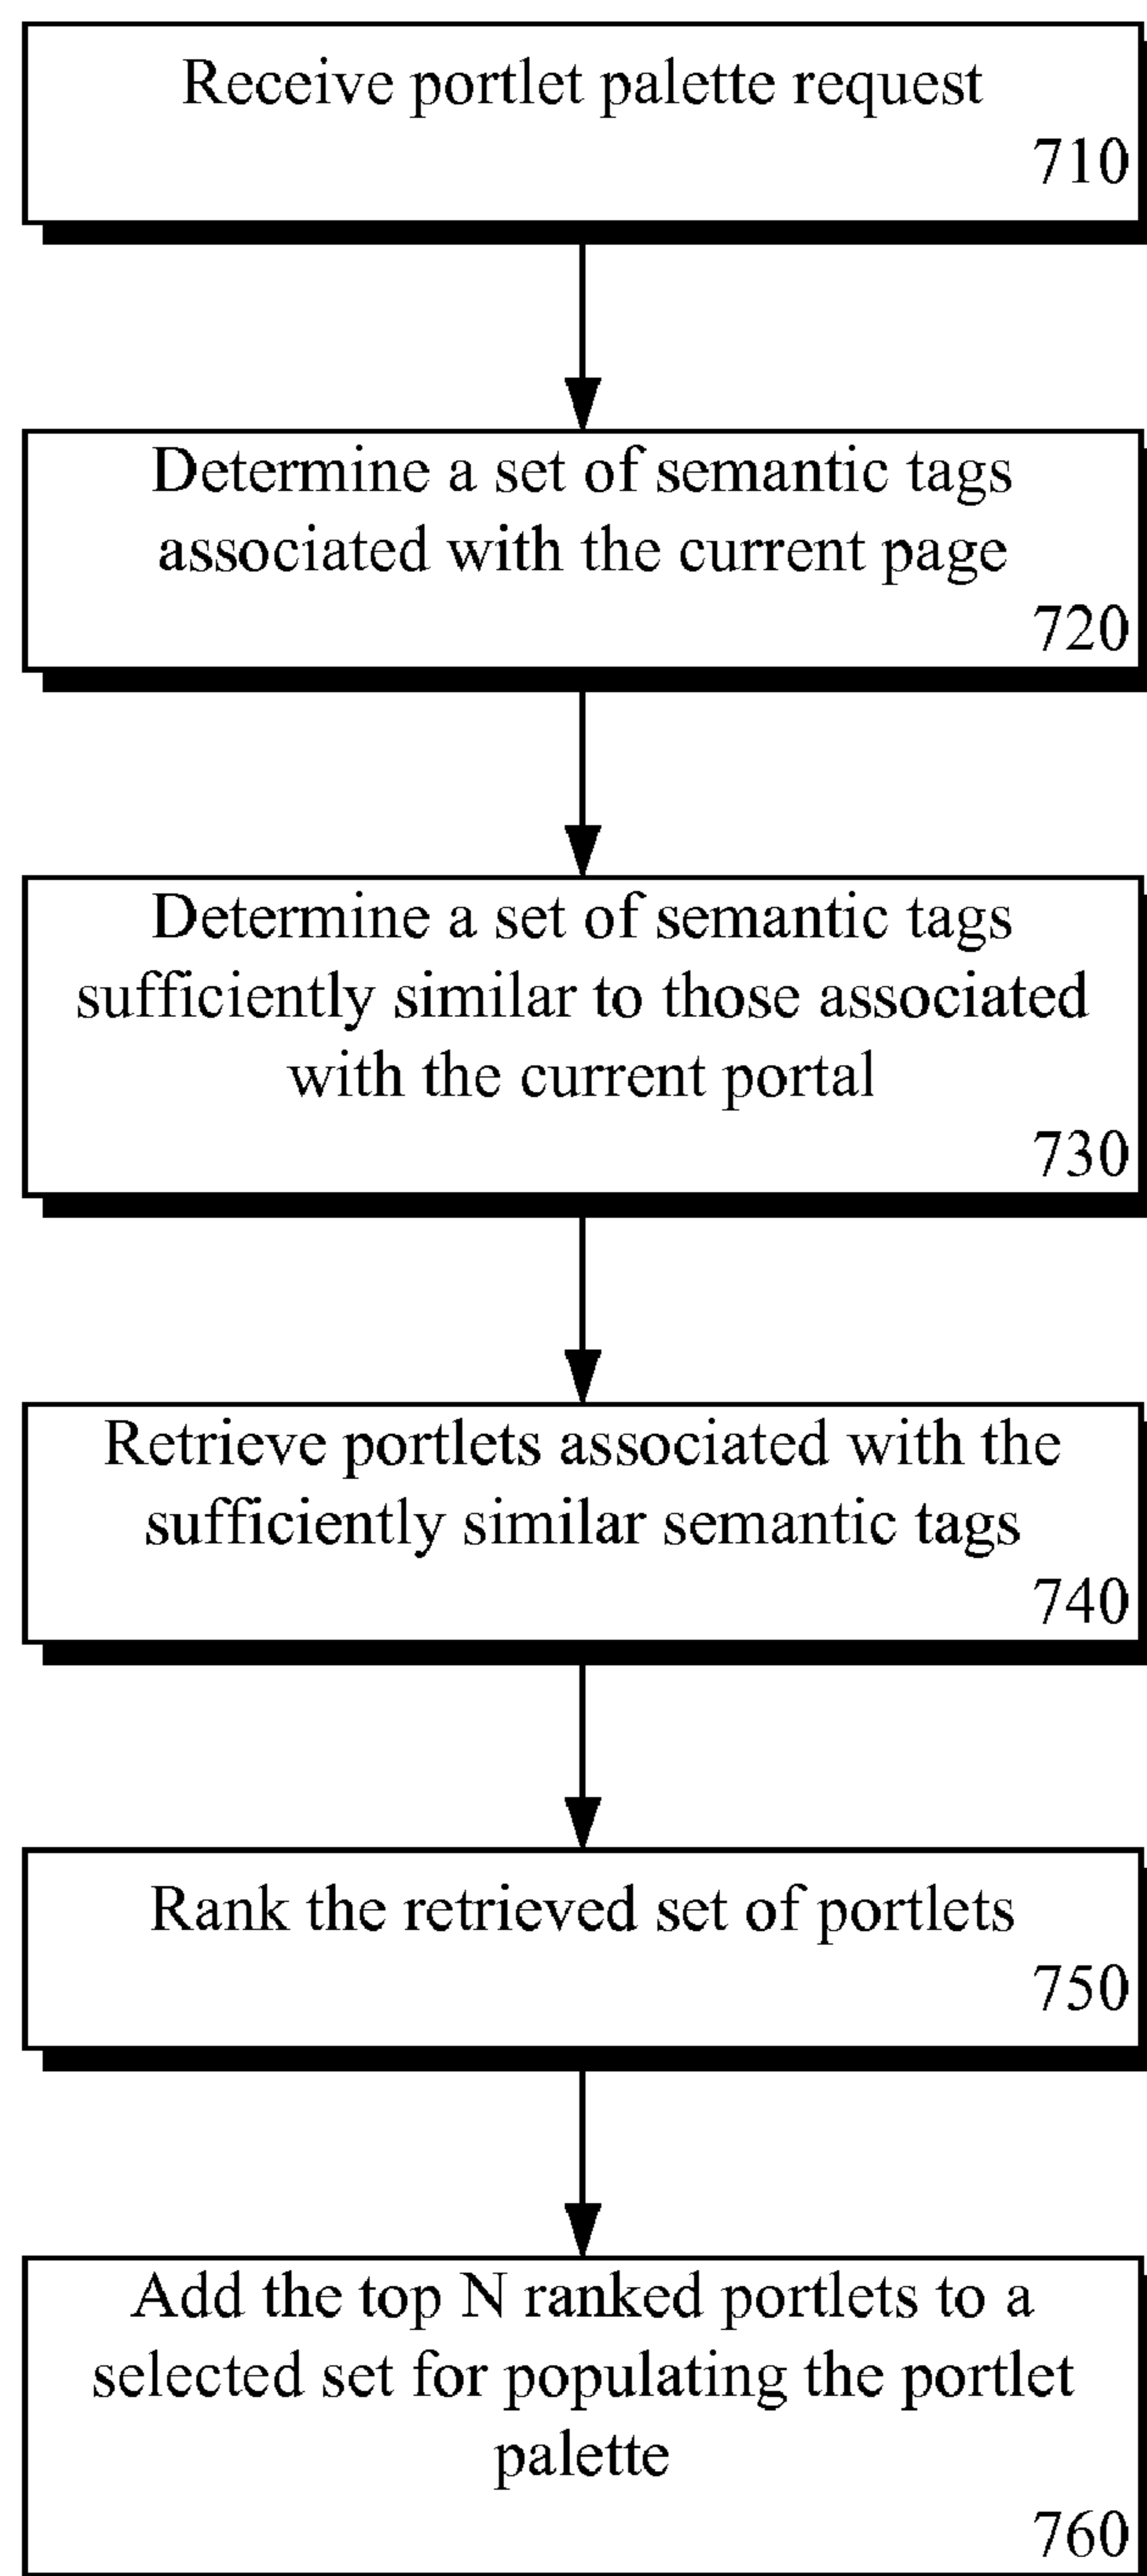 Receive portlet palette request
710
Determine a set of semantic tags
associated with the current page
720
Determine a set of semantic tags
sufficiently similar to those associated
with the current portal
730
Retrieve portlets associated with the
sufficiently similar semantic tags
740
Rank the retrieved set of portlets
750
Add the top N ranked portlets to a
selected set for populating the portlet
palette
760